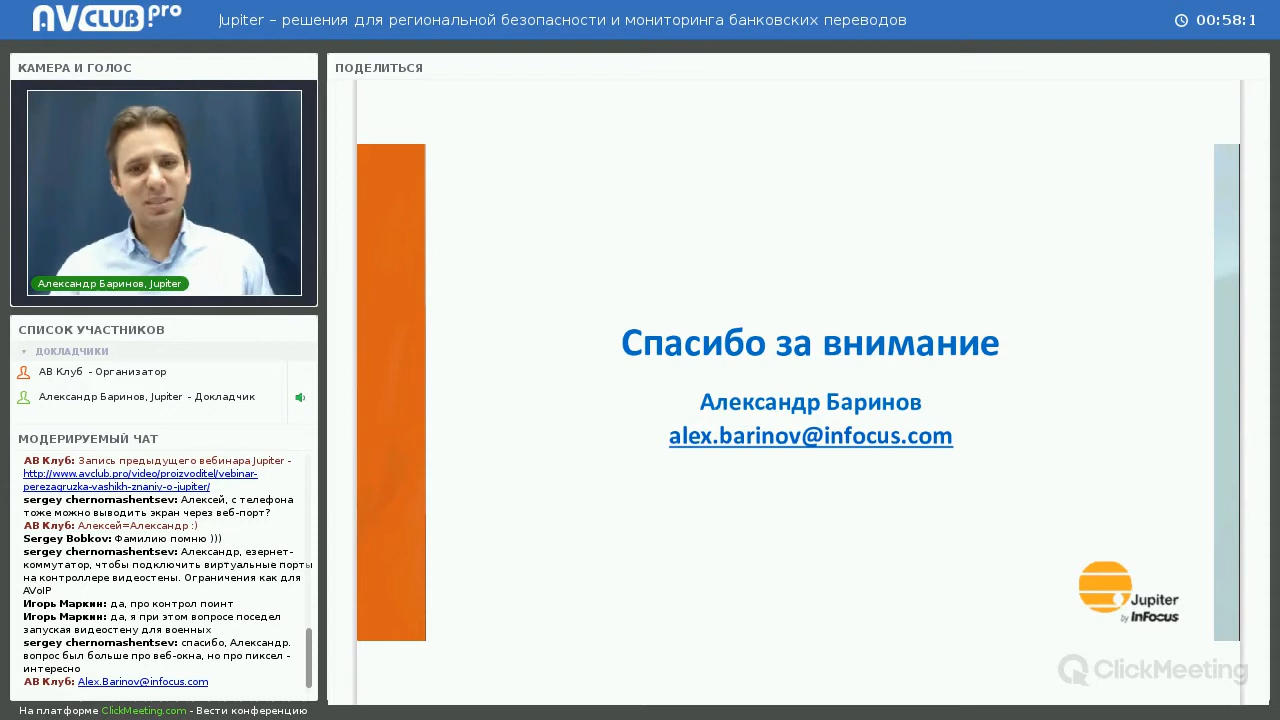 AVCLUB pro
Jupiter – решения для региональной безопасности и мониторинга банковских переводов
00:58:1
КАМЕРА И ГОЛОС
Александр Баринов, Jupiter
СПИСОК УЧАСТНИКОВ
ДОКЛАДЧИКИ
АВ Клуб - Организатор
Александр Баринов, Jupiter - Докладчик
МОДЕРИРУЕМЫЙ ЧАТ
АВ Клуб: Запись предыдущего вебинара Jupiter -
http://www.avclub.pro/video/proizvoditel/vebinar-
perezagruzka-vashikh-znaniy-o-jupiter/
sergey chernomashentsev: Алексей, с телефона
тоже можно выводить экран через веб-порт?
АВ Клуб: Алексей=Александр :)
Sergey Bobkov: Фамилию помню )))
sergey chernomashentsev: Александр, езернет-
коммутатор, чтобы подключить виртуальные порты
на контроллере видеостены. Ограничения как для
AVoIP
Игорь Маркин: да, про контрол поинт
Игорь Маркин: да, я при этом вопросе поседел
запуская видеостену для военных
sergey chernomashentsev: спасибо, Александр.
вопрос был больше про веб-окна, но про пиксел -
интересно
АВ Клуб: Alex.Barinov@infocus.com
На платформе ClickMeeting.com - Вести конференцию
ПОДЕЛИТЬСЯ
Спасибо за внимание
Александр Баринов
alex.barinov@infocus.com
Jupiter
by InFocus
ClickMeeting